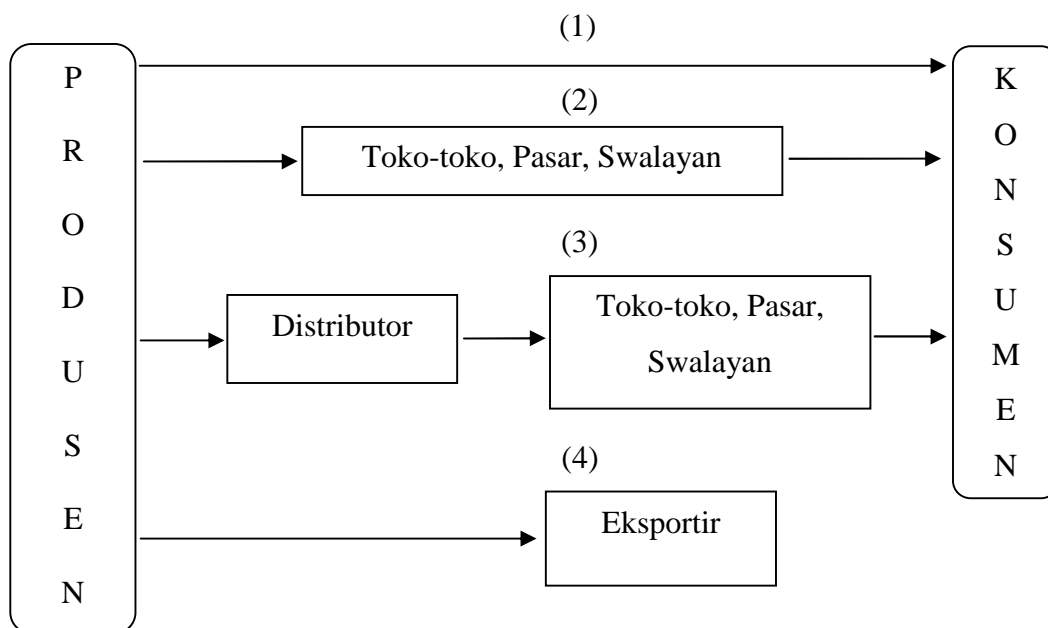 (1)
P
R
O
D
U
S
E
N
(2)
Toko-toko, Pasar, Swalayan
(3)
Distributor
Toko-toko, Pasar,
Swalayan
(4)
Eksportir
K
O
N
S
U
M
E
N